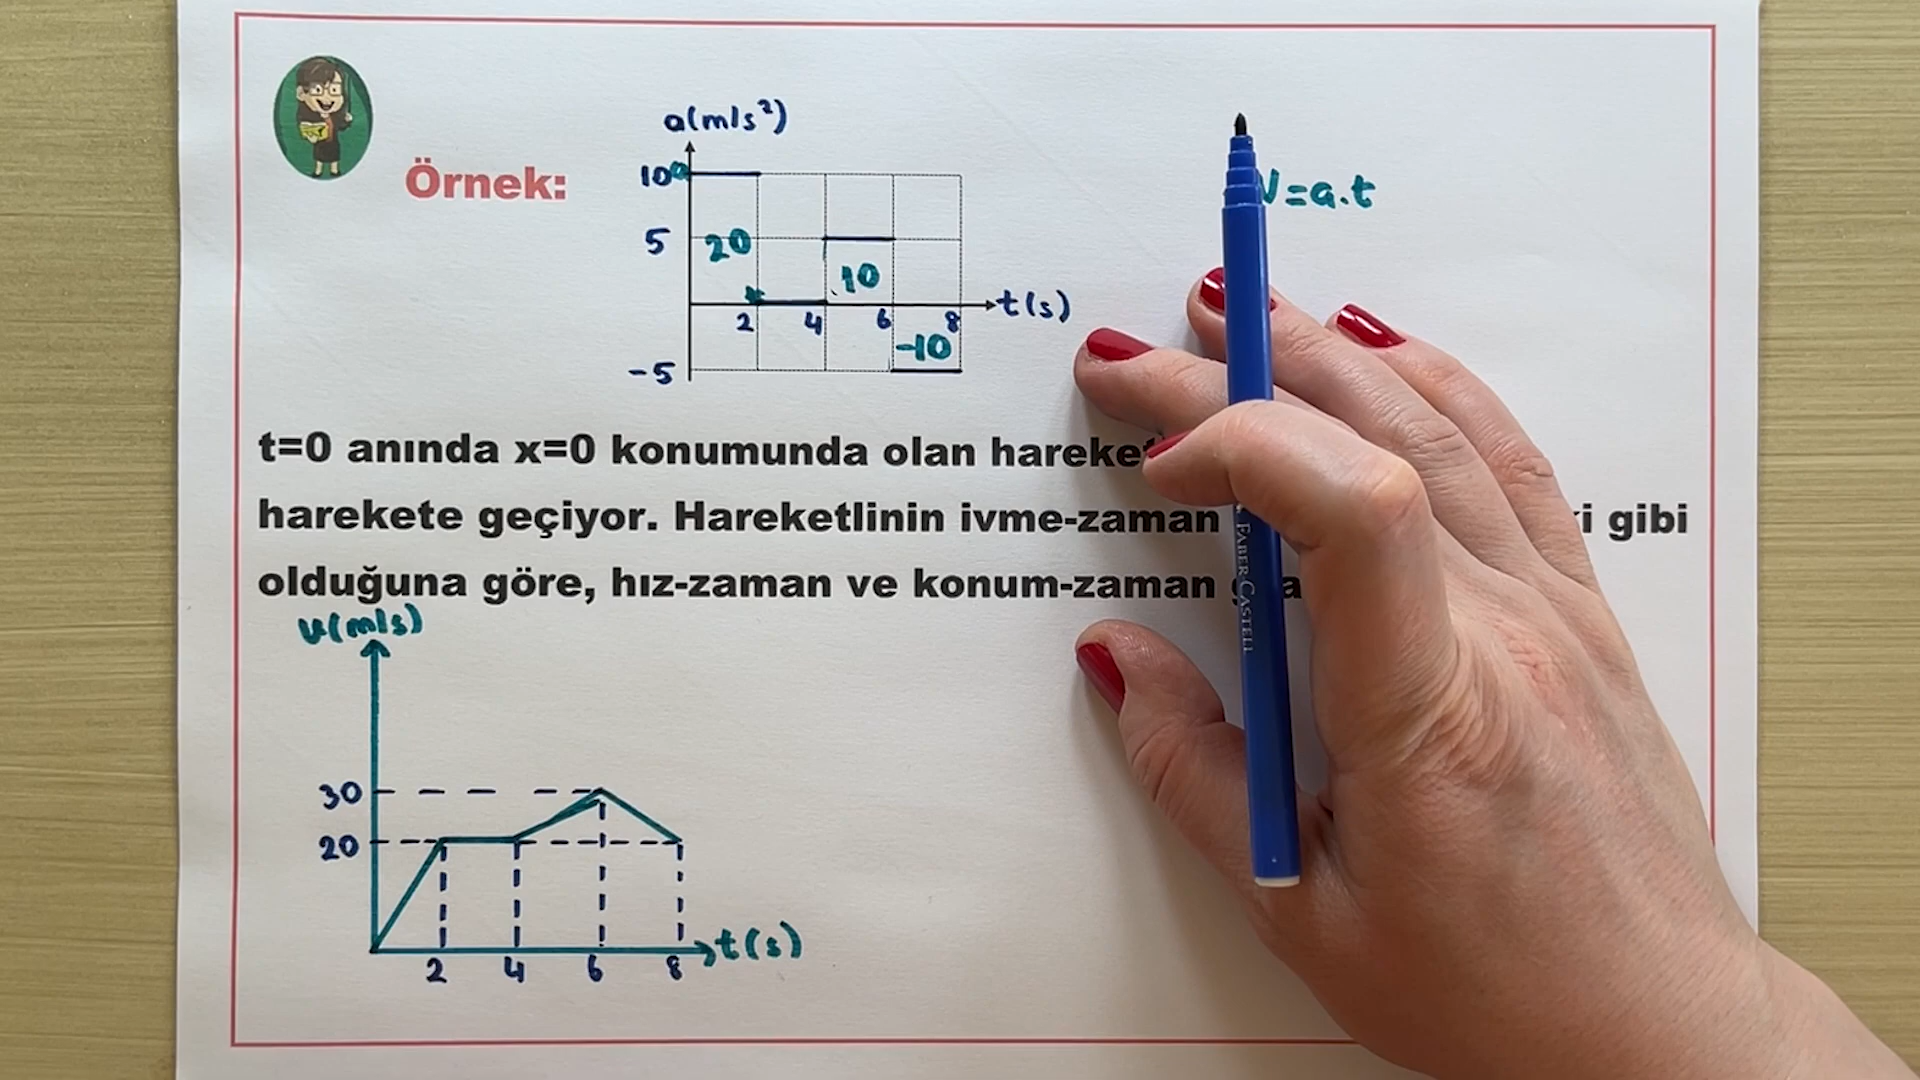 a(m/s²)
Örnek:
10
5
20
10
t(s)
2 4 6 8
-10
-5
V=a.t
t=0 anında x=0 konumunda olan
harekete geçiyor. Hareketlinin ivme-zaman gibi
olduğuna göre, hız-zaman ve konum-zaman
FABER-CASTELL
v(m/s)
30
20
t(s)
2 4 6 8